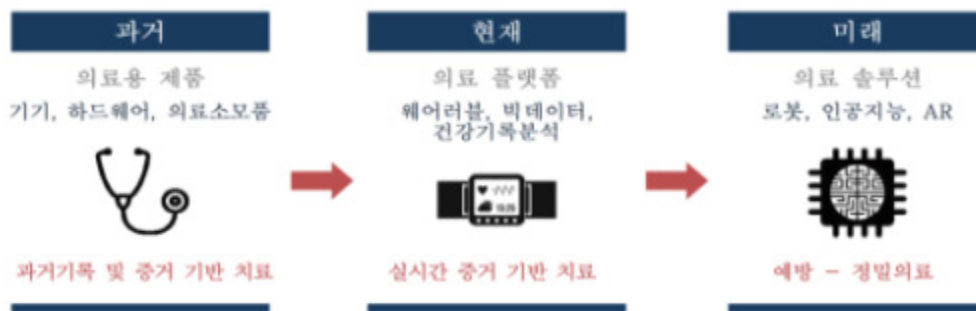 과거
의료용 제품
기기, 하드웨어, 의료소모품
과거기록 및 증거 기반 치료
현재
의료 플랫폼
웨어러블, 빅데이터,
건강기록분석
실시간 증거 기반 치료
미래
의료 솔루션
로봇, 인공지능, AR
예방 - 정밀의료